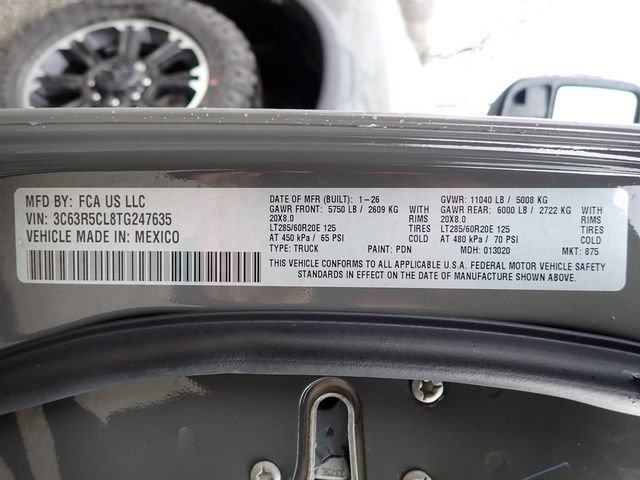 MFD BY: FCA US LLC
VIN: 3C63R5CL8TG247635
VEHICLE MADE IN: MEXICO
DATE OF MFR (BUILT): 1-26 GVWR: 11040 LB / 5008 KG
GAWR FRONT: 5750 LB / 2609 KG WITH GAWR REAR: 6000 LB / 2722 KG WITH
20X8.0 RIMS 20X8.0 RIMS
LT285/60R20E 125 TIRES LT285/60R20E 125 TIRES
AT 450 kPa / 65 PSI COLD AT 480 kPa / 70 PSI COLD
TYPE: TRUCK PAINT: PDN MDH: 013020 MKT: 875
THIS VEHICLE CONFORMS TO ALL APPLICABLE U.S.A. FEDERAL MOTOR VEHICLE SAFETY
STANDARDS IN EFFECT ON THE DATE OF MANUFACTURE SHOWN ABOVE.